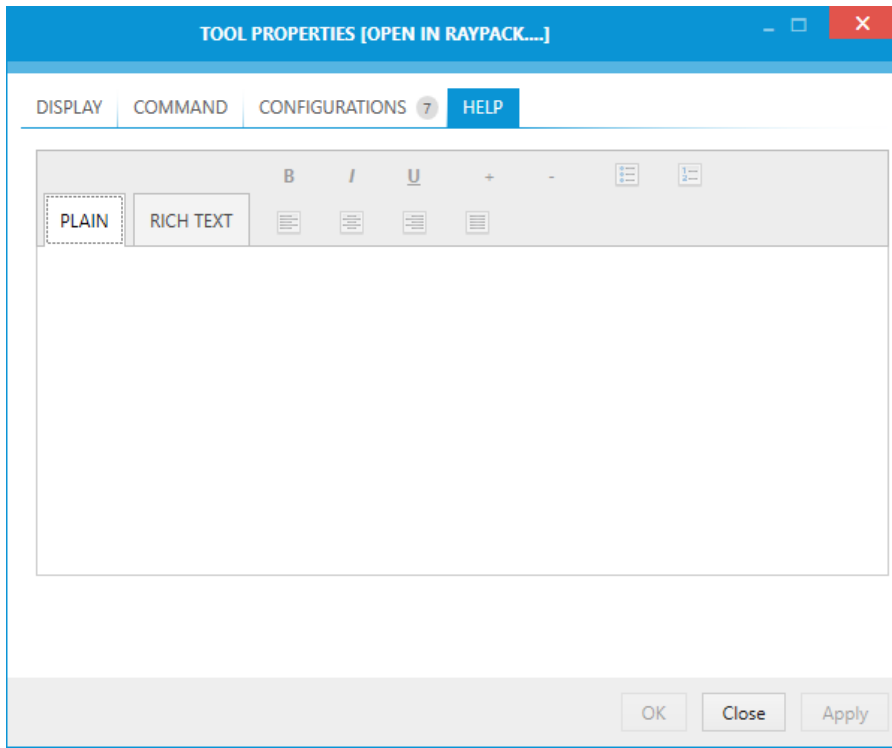 TOOL PROPERTIES [OPEN IN RAYPACK....]
DISPLAY COMMAND CONFIGURATIONS 7 HELP
B I U + -
PLAIN RICH TEXT
OK Close Apply